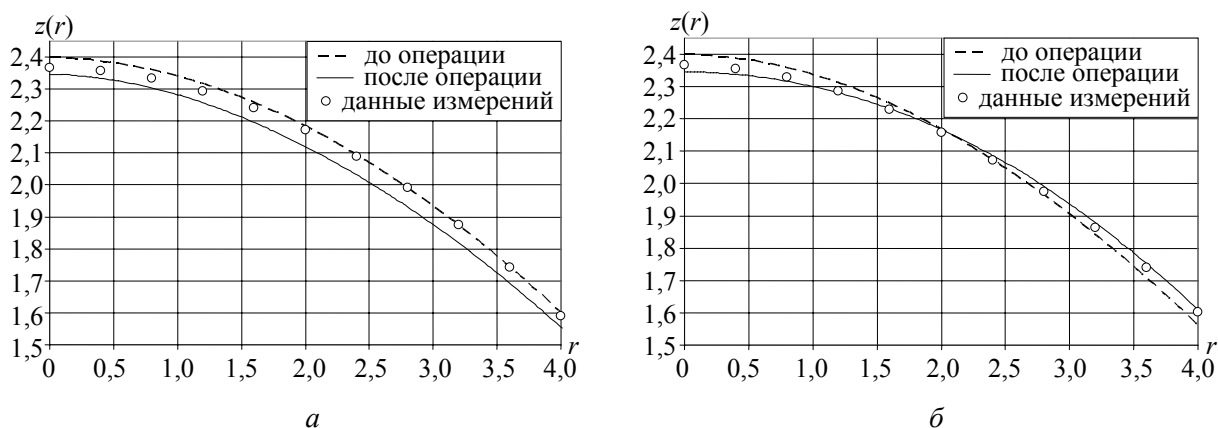 z(r)
2,4
2,3
2,2
2,1
2,0
1,9
1,8
1,7
1,6
1,5
0 0,5 1,0 1,5 2,0 2,5 3,0 3,5 4,0
r
до операции
после операции
данные измерений
а
z(r)
2,4
2,3
2,2
2,1
2,0
1,9
1,8
1,7
1,6
1,5
0 0,5 1,0 1,5 2,0 2,5 3,0 3,5 4,0
r
до операции
после операции
данные измерений
б